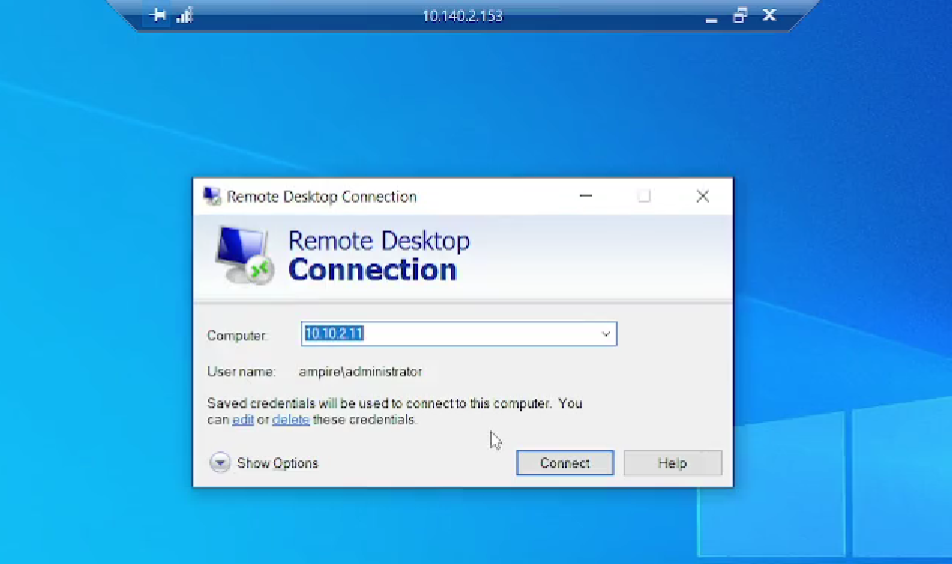 10.140.2.153
Remote Desktop Connection
Remote Desktop
Connection
Computer:
10.10.2.11
User name:
ampire\administrator
Saved credentials will be used to connect to this computer. You
can edit or delete these credentials.
Show Options
Connect
Help